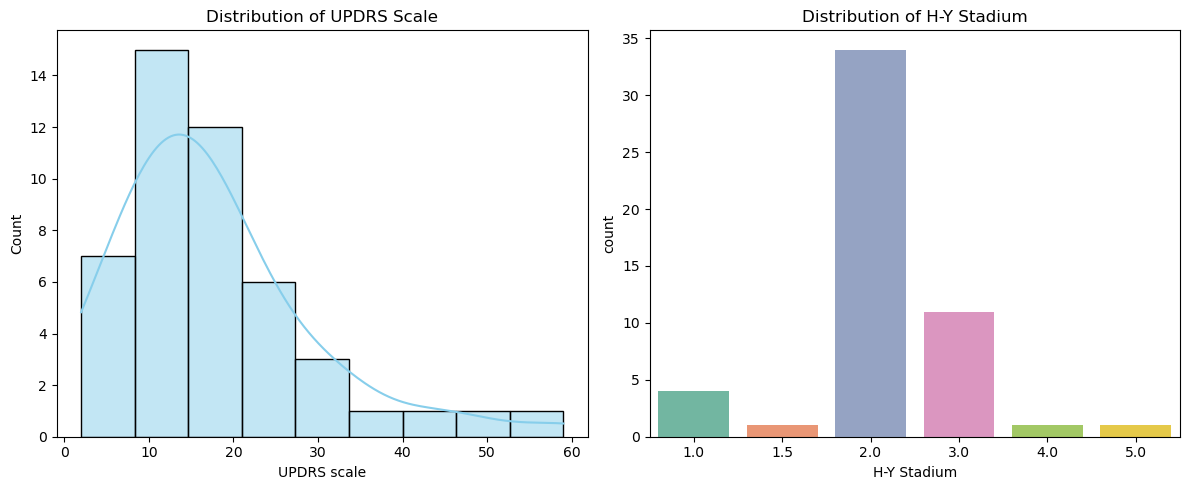 Distribution of UPDRS Scale
14
12
10
8
6
4
2
0
Count
0 10 20 30 40 50 60
UPDRS scale
Distribution of H-Y Stadium
35
30
25
20
15
10
5
0
count
1.0 1.5 2.0 3.0 4.0 5.0
H-Y Stadium